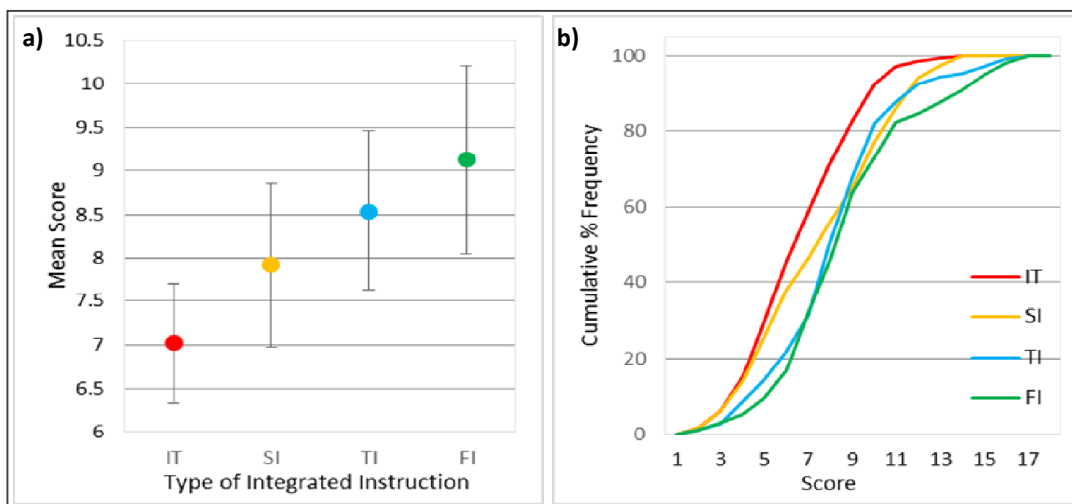 a)
10.5
10
9.5
9
8.5
8
7.5
7
6.5
6
Mean Score
IT SI TI FI
Type of Integrated Instruction
b)
100
80
60
40
20
0
Cumulative % Frequency
IT
SI
TI
FI
1 3 5 7 9 11 13 15 17
Score